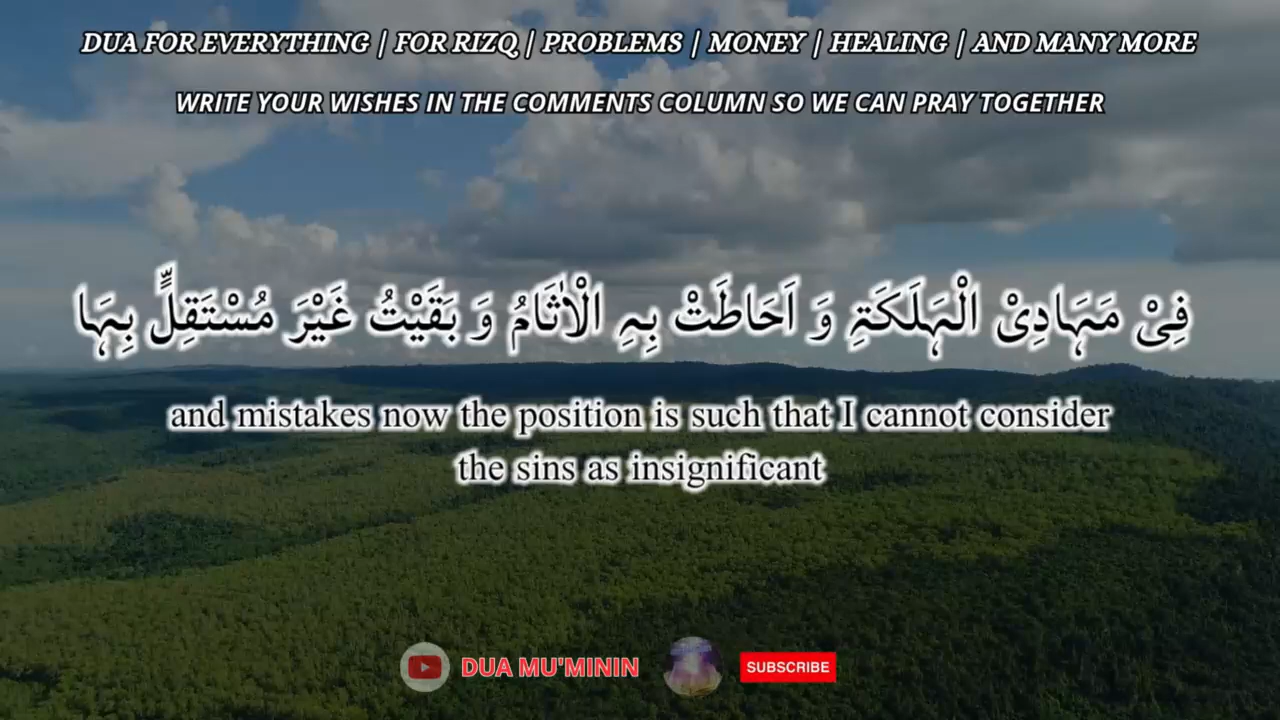 DUA FOR EVERYTHING | FOR RIZQ | PROBLEMS | MONEY | HEALING | AND MANY MORE
WRITE YOUR WISHES IN THE COMMENTS COLUMN SO WE CAN PRAY TOGETHER
فِیْ مَہَادِیْ الْہَلَکَۃِ وَ اَحَاطَتْ بِہِ الْاٰثَامُ وَ بَقَیْتُ غَیْرَ مُسْتَقِلٍّ بِہَا
and mistakes now the position is such that I cannot consider
the sins as insignificant
DUA MU'MININ
SUBSCRIBE